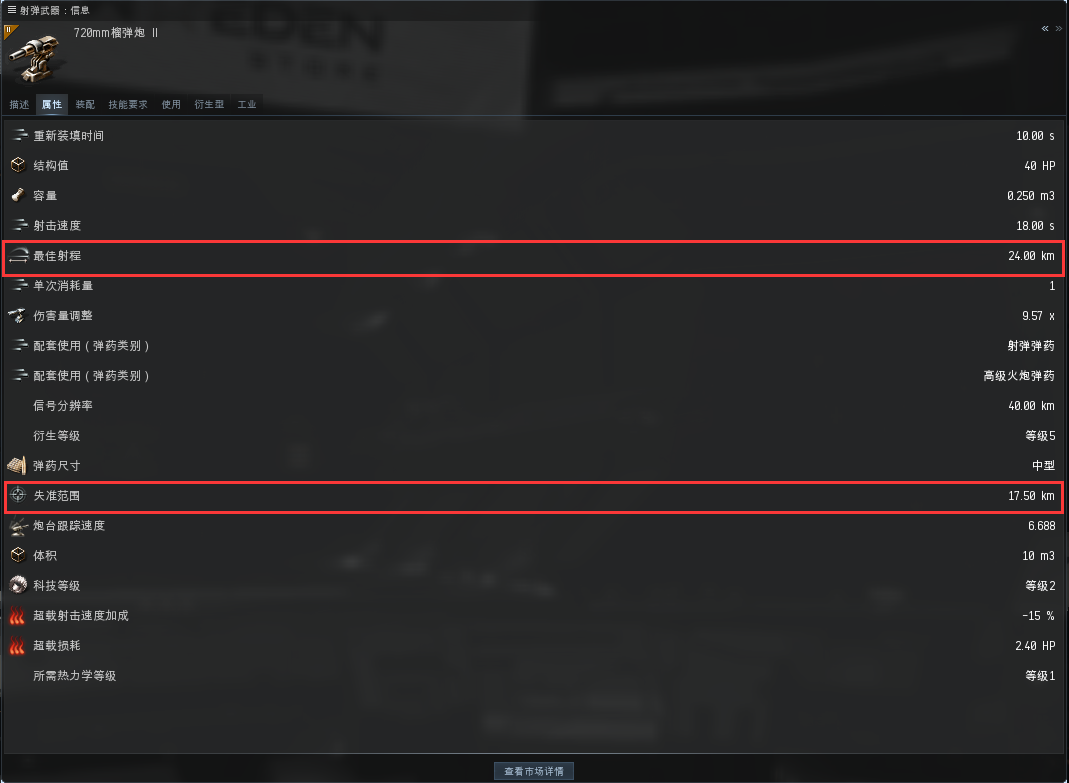 射弹武器：信息
EDEN
STORE
II
720mm榴弹炮 II
« »
描述 属性 装配 技能要求 使用 衍生型 工业
重新装填时间 10.00 s
结构值 40 HP
容量 0.250 m3
射击速度 18.00 s
最佳射程 24.00 km
单次消耗量 1
伤害量调整 9.57 x
配套使用 ( 弹药类别 ) 射弹弹药
配套使用 ( 弹药类别 ) 高级火炮弹药
信号分辨率 40.00 km
衍生等级 等级5
弹药尺寸 中型
失准范围 17.50 km
炮台跟踪速度 6.688
体积 10 m3
科技等级 等级2
超载射击速度加成 -15 %
超载损耗 2.40 HP
所需热力学等级 等级1
查看市场详情